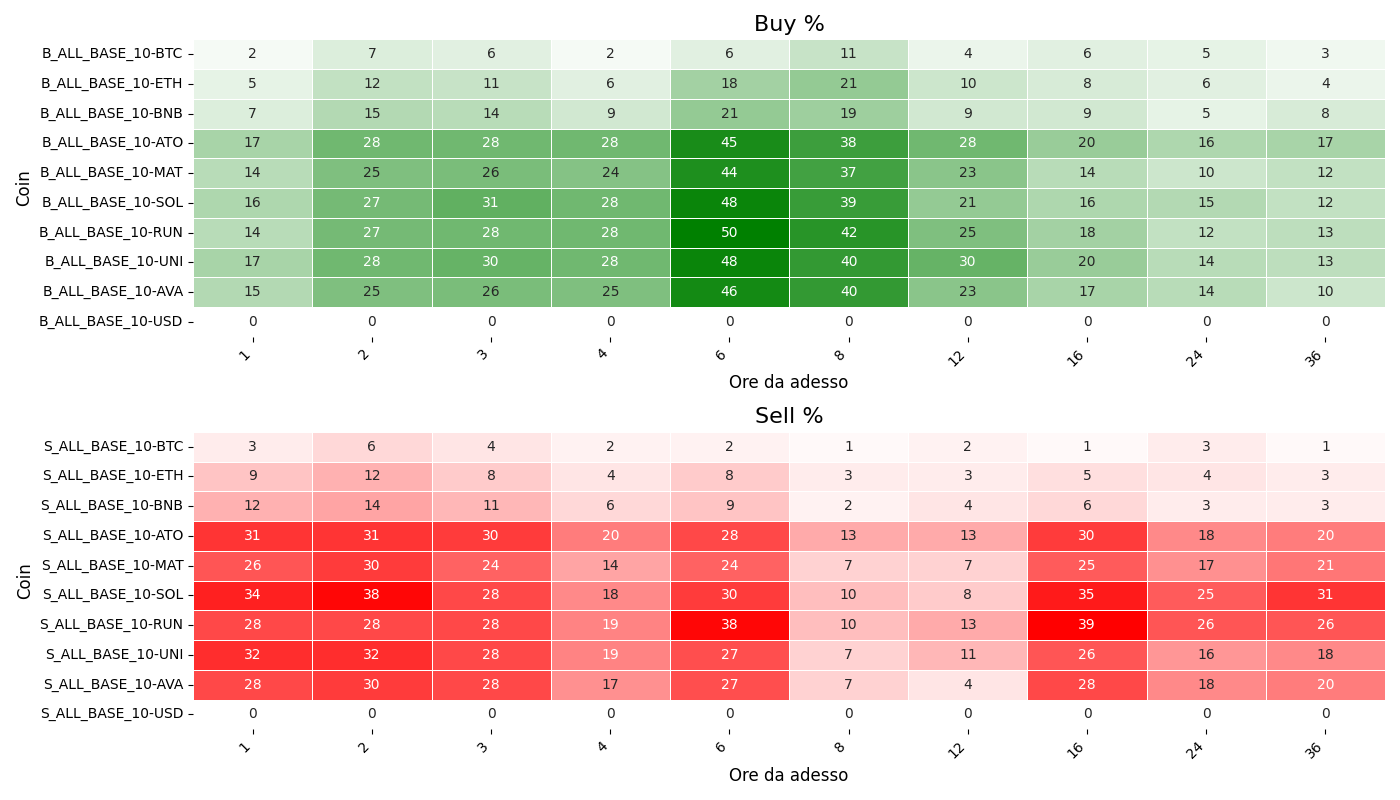 Buy %
Coin
B_ALL_BASE_10-BTC 2 7 6 2 6 11 4 6 5 3
B_ALL_BASE_10-ETH 5 12 11 6 18 21 10 8 6 4
B_ALL_BASE_10-BNB 7 15 14 9 21 19 9 9 5 8
B_ALL_BASE_10-ATO 17 28 28 28 45 38 28 20 16 17
B_ALL_BASE_10-MAT 14 25 26 24 44 37 23 14 10 12
B_ALL_BASE_10-SOL 16 27 31 28 48 39 21 16 15 12
B_ALL_BASE_10-RUN 14 27 28 28 50 42 25 18 12 13
B_ALL_BASE_10-UNI 17 28 30 28 48 40 30 20 14 13
B_ALL_BASE_10-AVA 15 25 26 25 46 40 23 17 14 10
B_ALL_BASE_10-USD 0 0 0 0 0 0 0 0 0 0
1 2 3 4 6 8 12 16 24 36
Ore da adesso
Sell %
Coin
S_ALL_BASE_10-BTC 3 6 4 2 2 1 2 1 3 1
S_ALL_BASE_10-ETH 9 12 8 4 8 3 3 5 4 3
S_ALL_BASE_10-BNB 12 14 11 6 9 2 4 6 3 3
S_ALL_BASE_10-ATO 31 31 30 20 28 13 13 30 18 20
S_ALL_BASE_10-MAT 26 30 24 14 24 7 7 25 17 21
S_ALL_BASE_10-SOL 34 38 28 18 30 10 8 35 25 31
S_ALL_BASE_10-RUN 28 28 28 19 38 10 13 39 26 26
S_ALL_BASE_10-UNI 32 32 28 19 27 7 11 26 16 18
S_ALL_BASE_10-AVA 28 30 28 17 27 7 4 28 18 20
S_ALL_BASE_10-USD 0 0 0 0 0 0 0 0 0 0
1 2 3 4 6 8 12 16 24 36
Ore da adesso